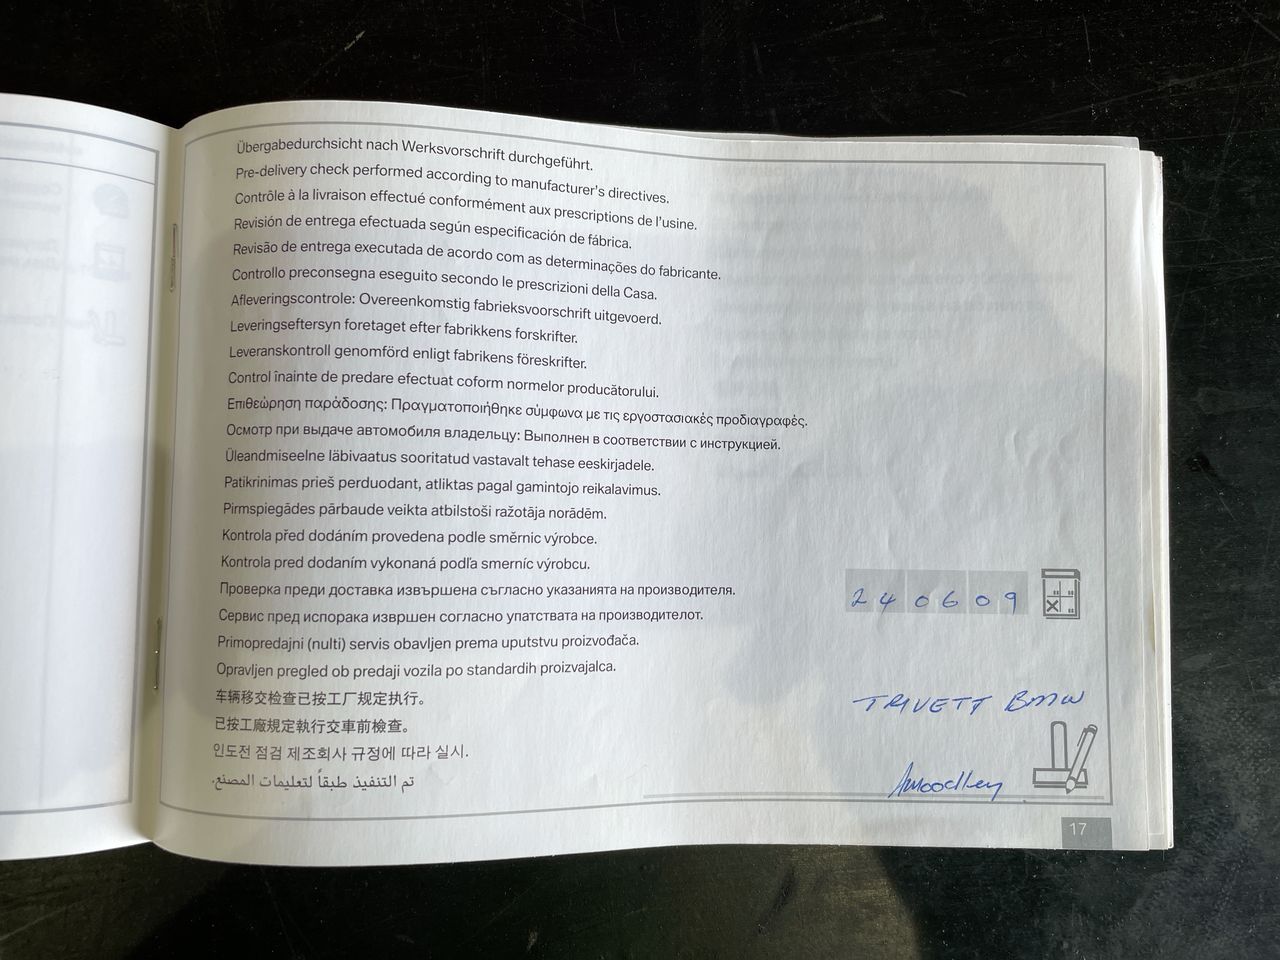 Übergabedurchsicht nach Werksvorschrift durchgeführt.
Pre-delivery check performed according to manufacturer's directives.
Contrôle à la livraison effectué conformément aux prescriptions de l'usine.
Revisión de entrega efectuada según especificación de fábrica.
Revisão de entrega executada de acordo com as determinações do fabricante.
Controllo preconsegna eseguito secondo le prescrizioni della Casa.
Afleveringscontrole: Overeenkomstig fabrieksvoorschrift uitgevoerd.
Leveringseftersyn foretaget efter fabrikkens forskrifter.
Leveranskontroll genomförd enligt fabrikens föreskrifter.
Control înainte de predare efectuat coform normelor producătorului.
Επιθεώρηση παράδοσης: Πραγματοποιήθηκε σύμφωνα με τις εργοστασιακές προδιαγραφές.
Осмотр при выдаче автомобиля владельцу: Выполнен в соответствии с инструкцией.
Üleandmiseelne läbivaatus sooritatud vastavalt tehase eeskirjadele.
Patikrinimas prieš perduodant, atliktas pagal gamintojo reikalavimus.
Pirmspiegādes pārbaude veikta atbilstoši ražotāja norādēm.
Kontrola před dodáním provedena podle směrnic výrobce.
Kontrola pred dodaním vykonaná podľa smerníc výrobcu.
Проверка преди доставка извършена съгласно указанията на производителя.
Сервис пред испорака извршен согласно упатствата на производителот.
Primopredajni (nulti) servis obavljen prema uputstvu proizvođača.
Opravljen pregled ob predaji vozila po standardih proizvajalca.
车辆移交检查已按工厂规定执行。
已按工廠規定執行交車前檢查。
인도전 점검 제조회사 규정에 따라 실시.
تم التنفيذ طبقاً لتعليمات المصنع.
240609
TRIVETT BMW
17